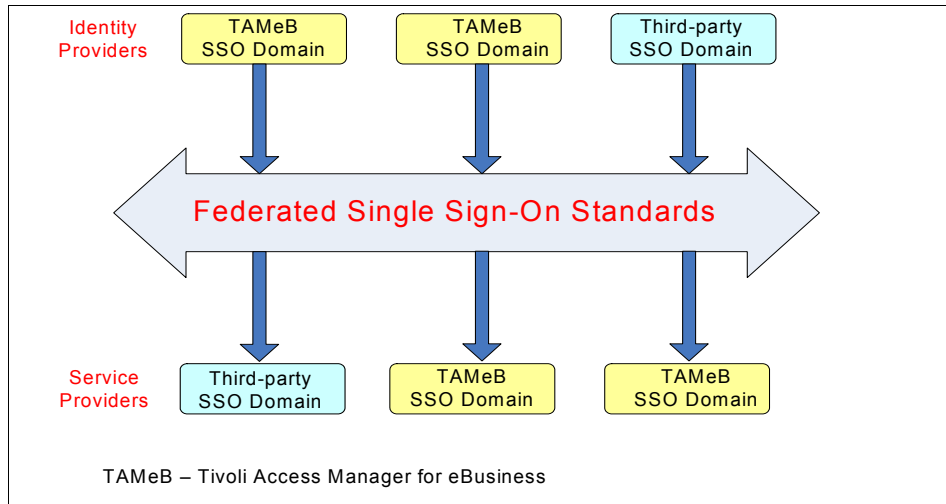 Identity
Providers
TAMeB
SSO Domain
TAMeB
SSO Domain
Third-party
SSO Domain
Federated Single Sign-On Standards
Service
Providers
Third-party
SSO Domain
TAMeB
SSO Domain
TAMeB
SSO Domain
TAMeB – Tivoli Access Manager for eBusiness